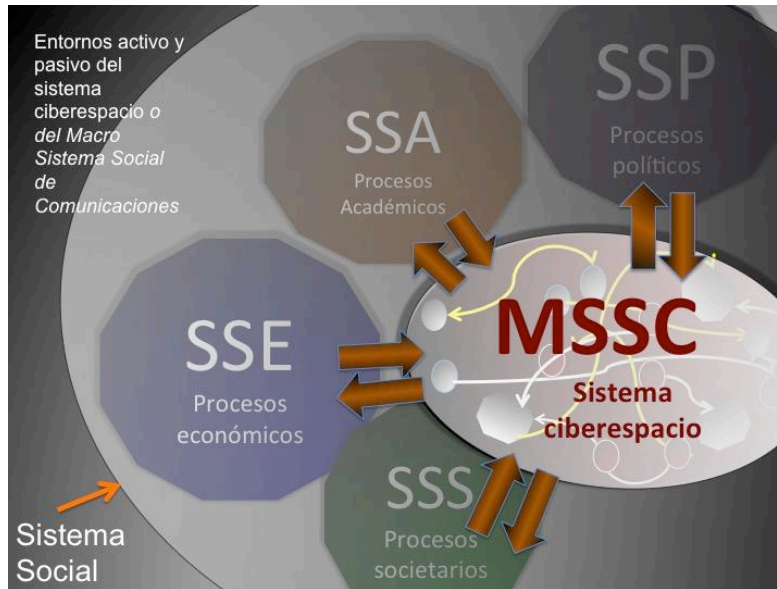 Entornos activo y
pasivo del
sistema
ciberespacio o
del Macro
Sistema Social
de
Comunicaciones
SSA
Procesos
Académicos
SSP
Procesos
políticos
SSE
Procesos
económicos
MSSC
Sistema
ciberespacio
SSS
Procesos
societarios
Sistema
Social